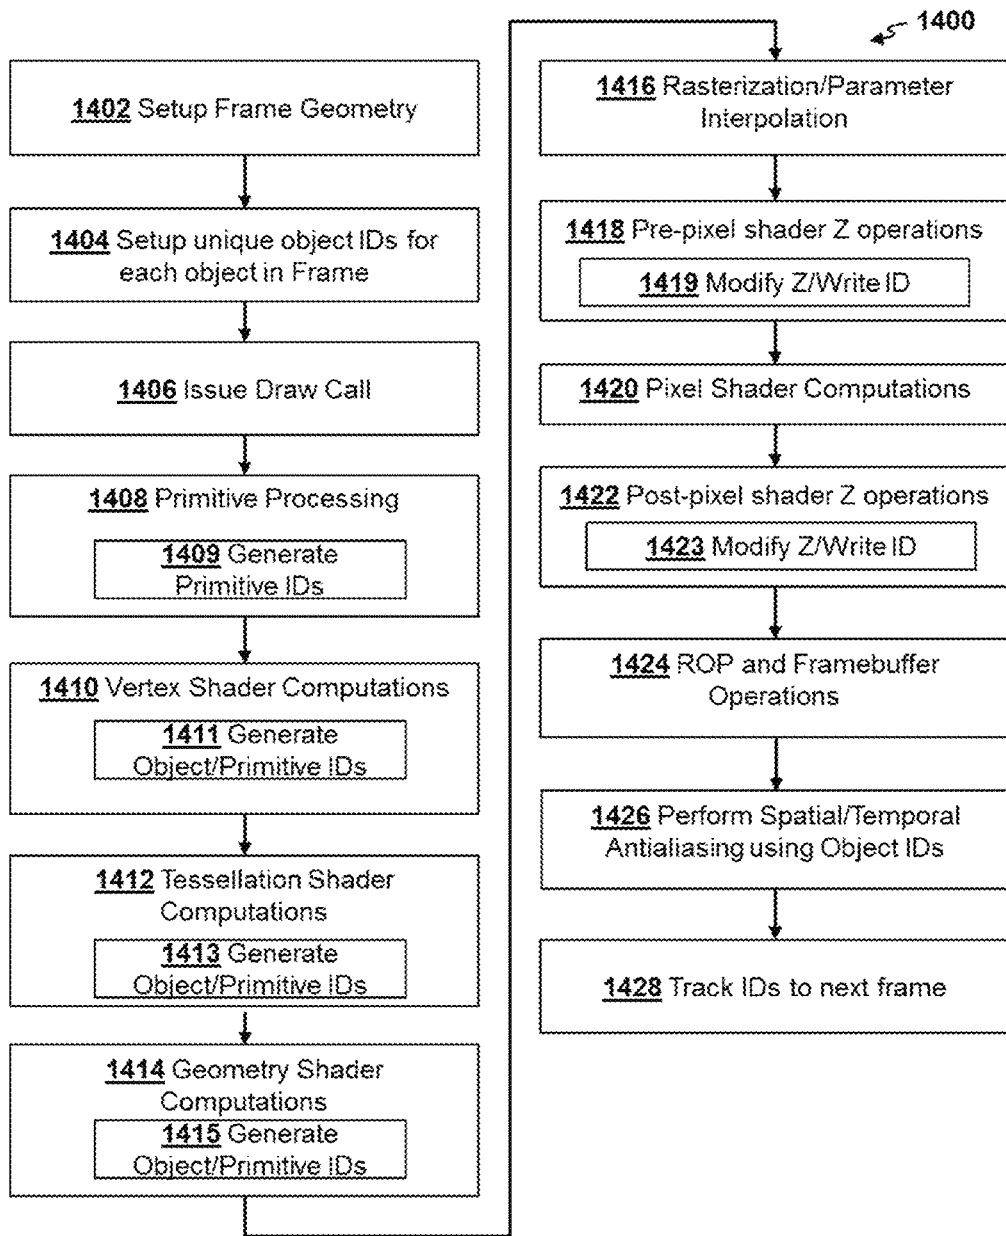 1400
1402 Setup Frame Geometry
1404 Setup unique object IDs for
each object in Frame
1406 Issue Draw Call
1408 Primitive Processing
1409 Generate
Primitive IDs
1410 Vertex Shader Computations
1411 Generate
Object/Primitive IDs
1412 Tessellation Shader
Computations
1413 Generate
Object/Primitive IDs
1414 Geometry Shader
Computations
1415 Generate
Object/Primitive IDs
1416 Rasterization/Parameter
Interpolation
1418 Pre-pixel shader Z operations
1419 Modify Z/Write ID
1420 Pixel Shader Computations
1422 Post-pixel shader Z operations
1423 Modify Z/Write ID
1424 ROP and Framebuffer
Operations
1426 Perform Spatial/Temporal
Antialiasing using Object IDs
1428 Track IDs to next frame